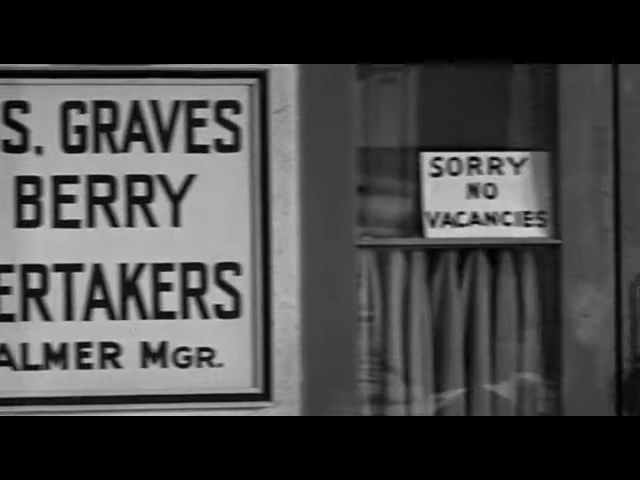 S. GRAVES
BERRY
ERTAKERS
ALMER MGR.
SORRY
NO
VACANCIES